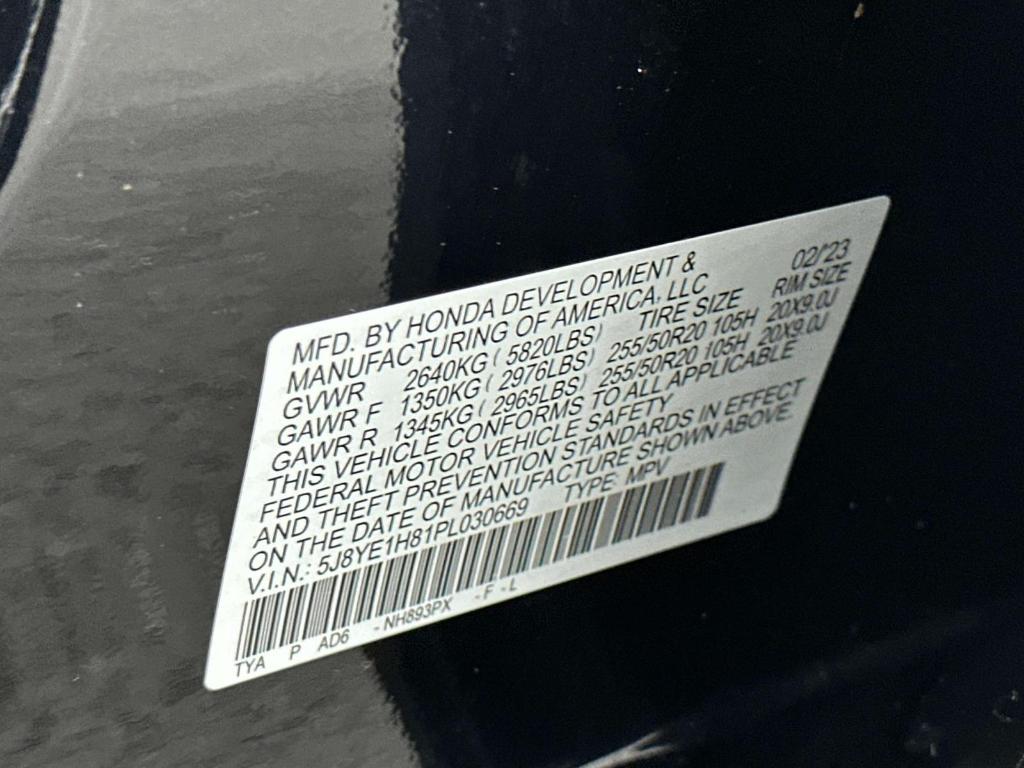 MFD. BY HONDA DEVELOPMENT & 02/'23
MANUFACTURING OF AMERICA, LLC RIM SIZE
GVWR 2640KG ( 5820LBS) TIRE SIZE
GAWR F 1350KG ( 2976LBS) 255/50R20 105H 20X9.0J
GAWR R 1345KG ( 2965LBS) 255/50R20 105H 20X9.0J
THIS VEHICLE CONFORMS TO ALL APPLICABLE
FEDERAL MOTOR VEHICLE SAFETY
AND THEFT PREVENTION STANDARDS IN EFFECT
ON THE DATE OF MANUFACTURE SHOWN ABOVE.
V.I.N.: 5J8YE1H81PL030669 TYPE: MPV
TYA P AD6 -NH893PX -F -L